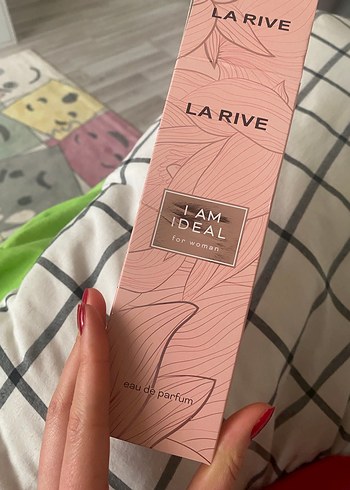 LA RIVE
LA RIVE
I AM
IDEAL
for woman
eau de parfum